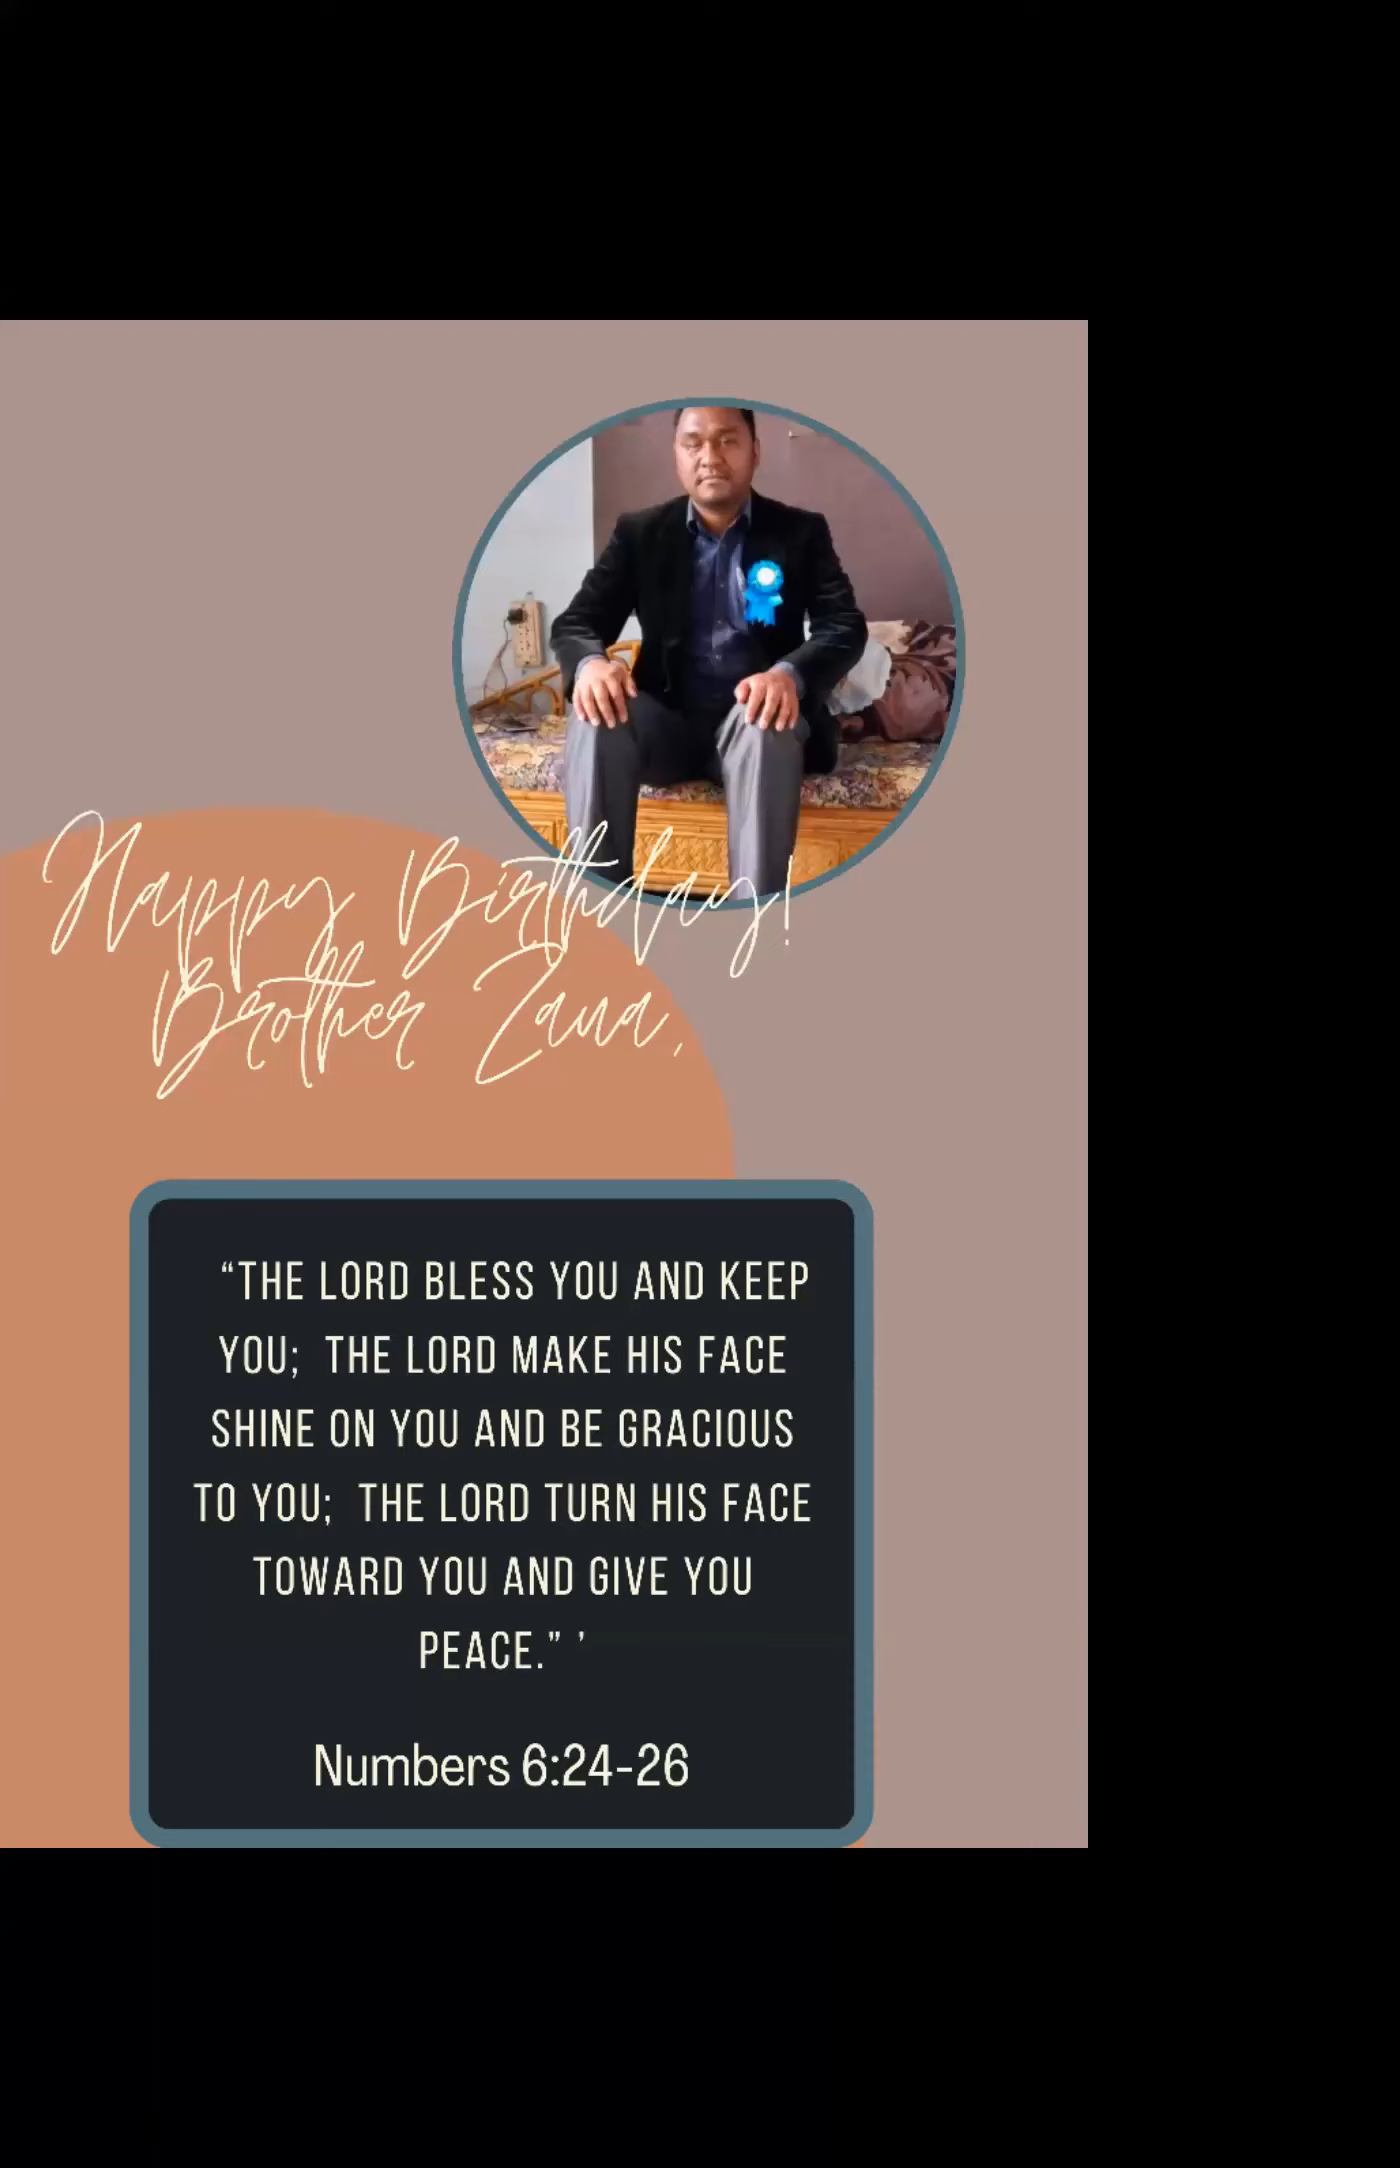 Happy Birthday!
Brother Zaua,
“THE LORD BLESS YOU AND KEEP
YOU; THE LORD MAKE HIS FACE
SHINE ON YOU AND BE GRACIOUS
TO YOU; THE LORD TURN HIS FACE
TOWARD YOU AND GIVE YOU
PEACE.” ’
Numbers 6:24-26